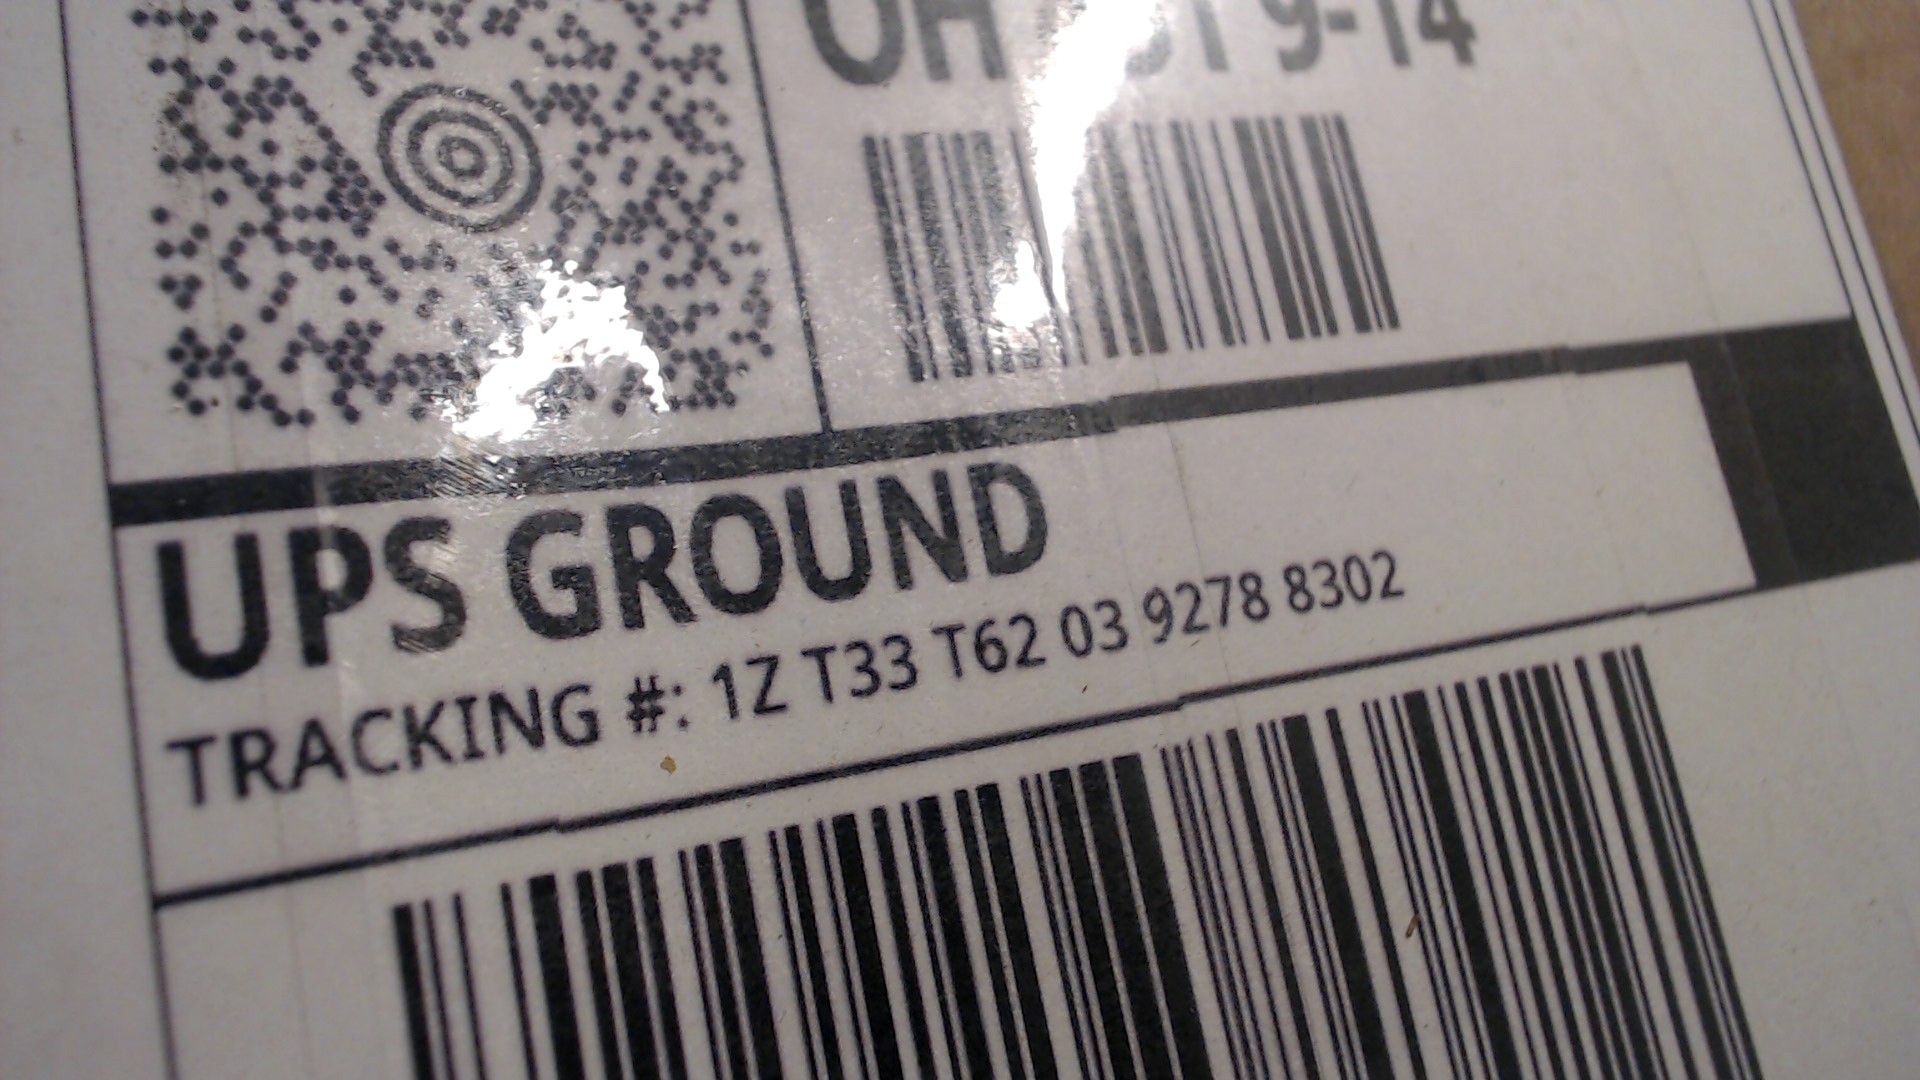 OH 9-14
UPS GROUND
TRACKING #: 1Z T33 T62 03 9278 8302